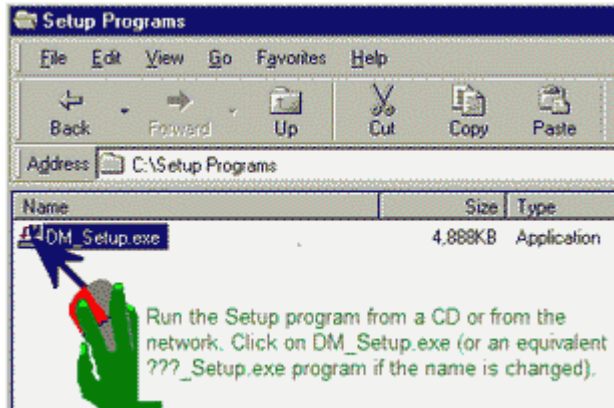 Setup Programs
File Edit View Go Favorites Help
Back Forward Up Cut Copy Paste
Address C:\Setup Programs
Name Size Type
DM_Setup.exe 4,888KB Application
Run the Setup program from a CD or from the
network. Click on DM_Setup.exe (or an equivalent
???_Setup.exe program if the name is changed).